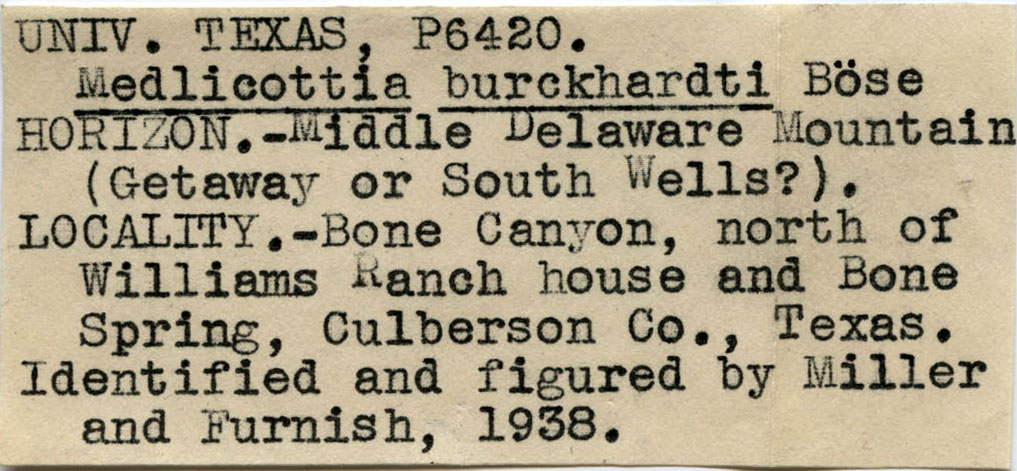 UNIV. TEXAS, P6420.
Medlicottia burckhardti Böse
HORIZON.-Middle Delaware Mountain
(Getaway or South Wells?).
LOCALITY.-Bone Canyon, north of
Williams Ranch house and Bone
Spring, Culberson Co., Texas.
Identified and figured by Miller
and Furnish, 1938.